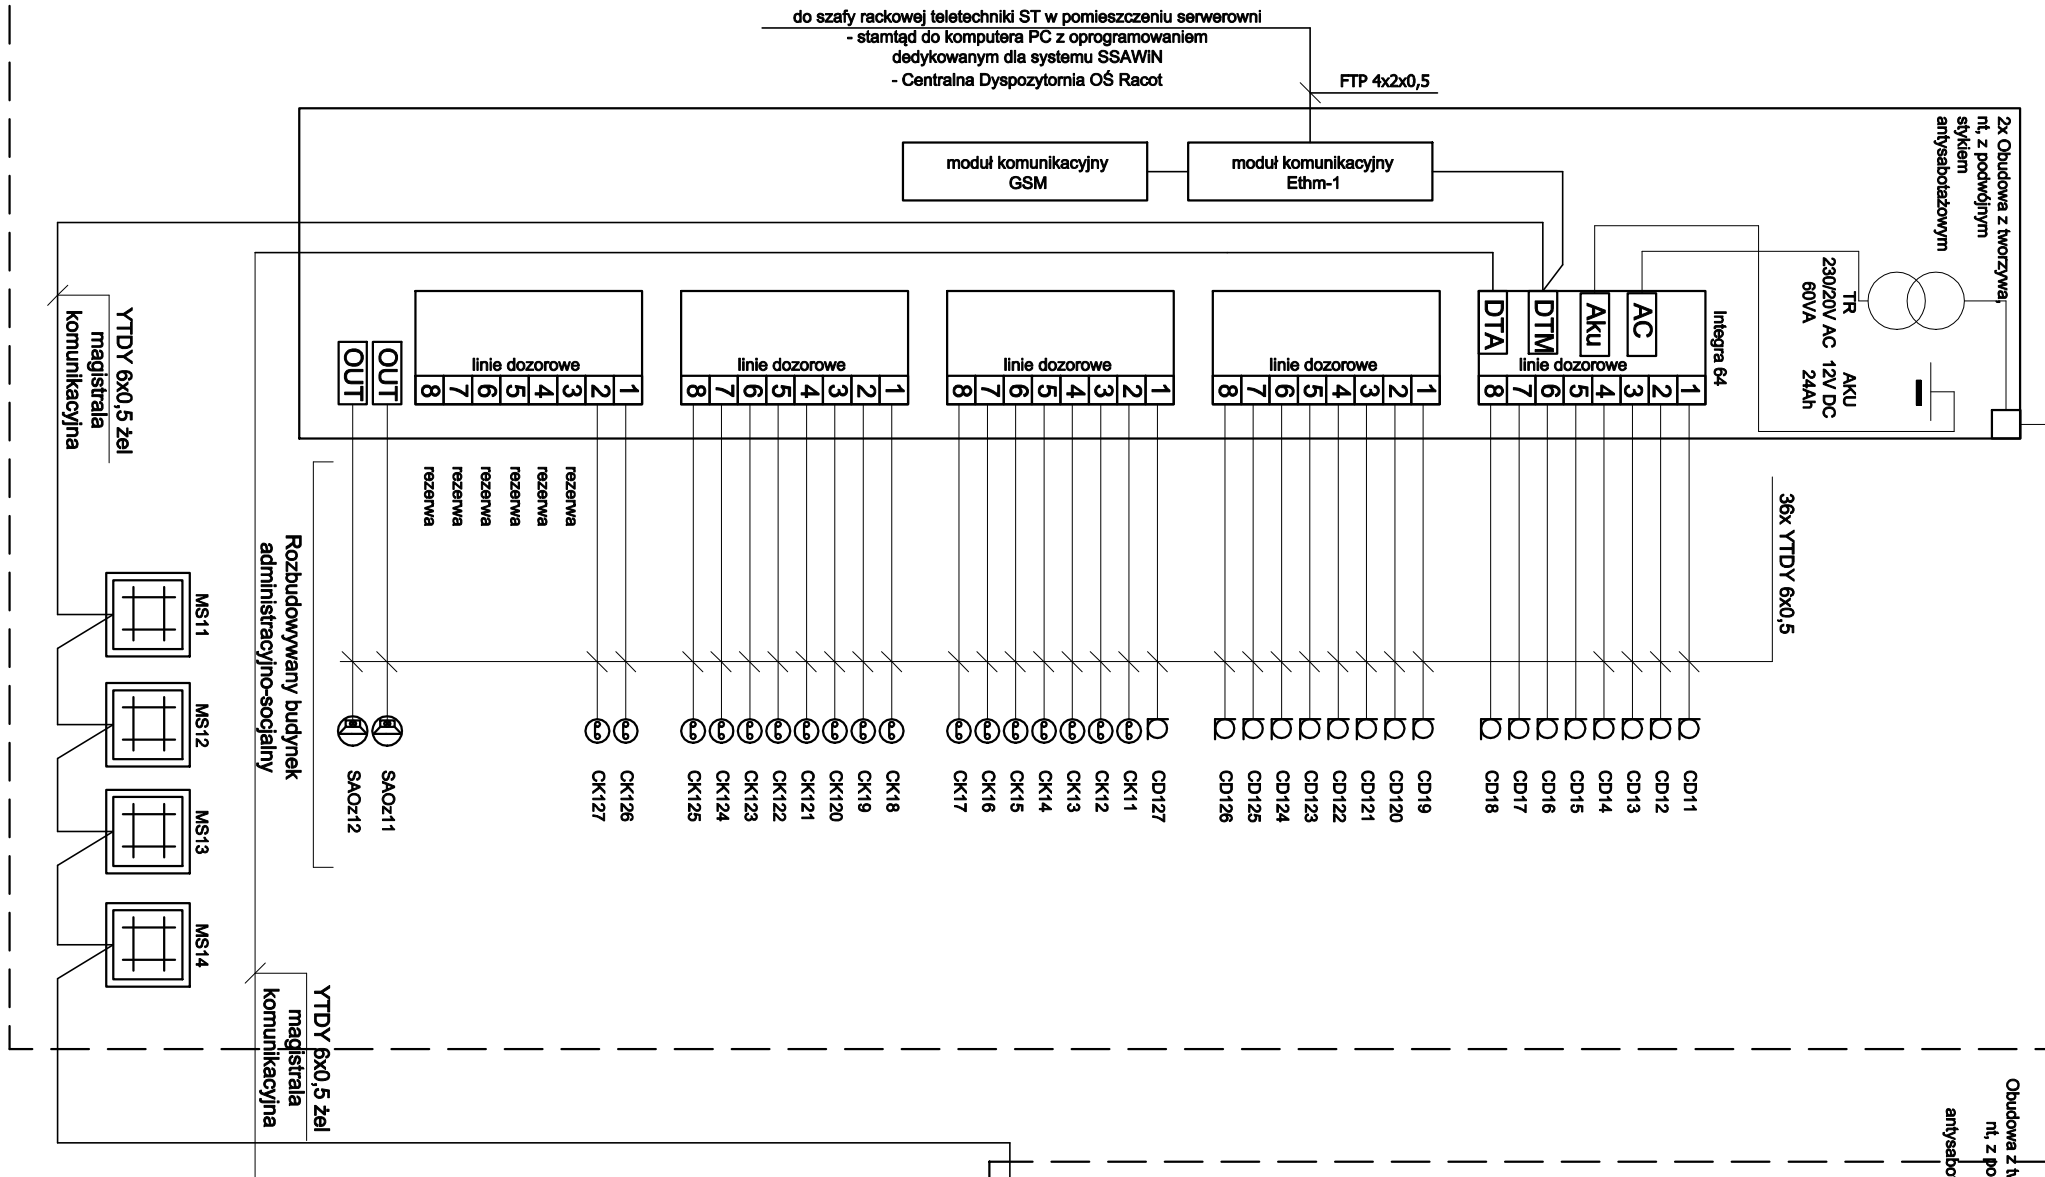 do szafy rackowej teletechniki ST w pomieszczeniu serwerowni
- stamtąd do komputera PC z oprogramowaniem
dedykowanym dla systemu SSAWiN
- Centralna Dyspozytornia OŚ Racot
FTP 4x2x0,5
moduł komunikacyjny
GSM
moduł komunikacyjny
Ethm-1
2x Obudowa z tworzywa,
nt, z podwójnym
stykiem
antysabotażowym
TR
230/20V AC
60VA
AKU
12V DC
24Ah
Integra 64
AC
Aku
DTM
DTA
linie dozorowe
1
2
3
4
5
6
7
8
linie dozorowe
1
2
3
4
5
6
7
8
linie dozorowe
1
2
3
4
5
6
7
8
linie dozorowe
1
2
3
4
5
6
7
8
linie dozorowe
1
2
3
4
5
6
7
8
OUT
OUT
rezerwa
rezerwa
rezerwa
rezerwa
rezerwa
rezerwa
36x YTDY 6x0,5
CD11
CD12
CD13
CD14
CD15
CD16
CD17
CD18
CD19
CD120
CD121
CD122
CD123
CD124
CD125
CD126
CD127
CK11
CK12
CK13
CK14
CK15
CK16
CK17
CK18
CK19
CK120
CK121
CK122
CK123
CK124
CK125
CK126
CK127
SAOz11
SAOz12
Rozbudowywany budynek
administracyjno-socjalny
YTDY 6x0,5 żel
magistrala
komunikacyjna
MS11
MS12
MS13
MS14
YTDY 6x0,5 żel
magistrala
komunikacyjna
Obudowa z
nt, z